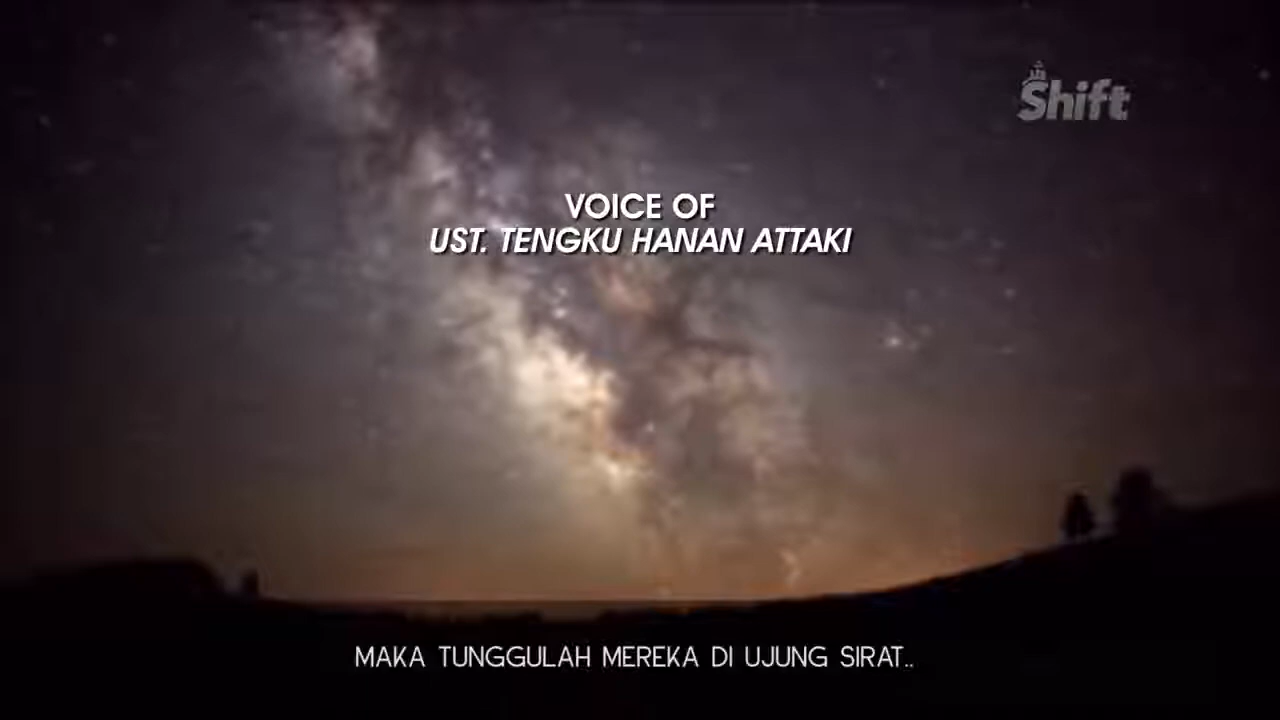 Shift
VOICE OF
UST. TENGKU HANAN ATTAKI
MAKA TUNGGULAH MEREKA DI UJUNG SIRAT..